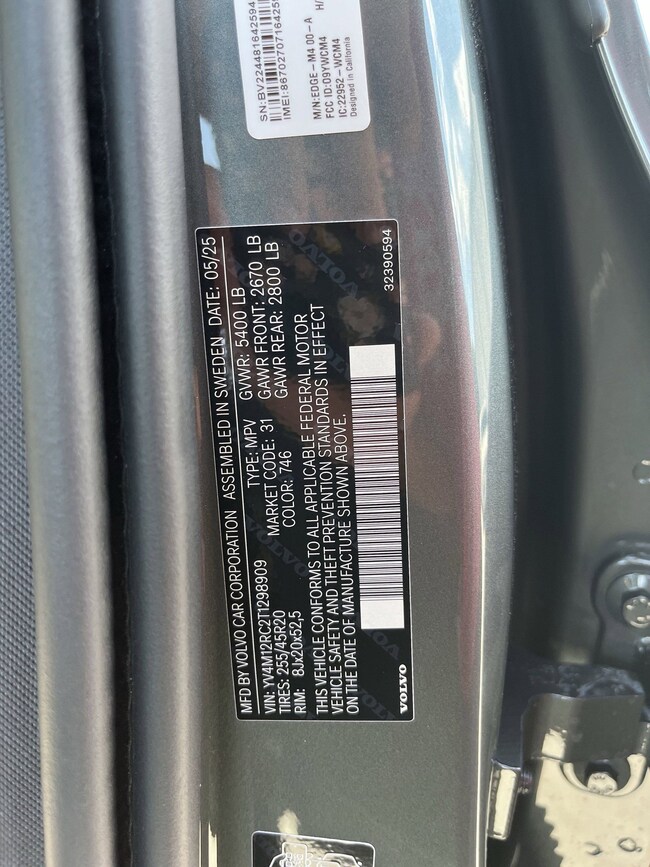 SN:BV22448164259
IMEI:86702707164259
M/N:EDGE-M4 00-A
FCC ID:09YWCM4
IC:22952-WCM4
Designed in California
H/
MFD BY VOLVO CAR CORPORATION ASSEMBLED IN SWEDEN DATE: 05/25
VIN: YV4M12RC2T1298909 TYPE: MPV GVWR: 5400 LB
TIRES: 255/45R20 MARKET CODE: 31 GAWR FRONT: 2670 LB
RIM: 8Jx20x52,5 COLOR: 746 GAWR REAR: 2800 LB
THIS VEHICLE CONFORMS TO ALL APPLICABLE FEDERAL MOTOR
VEHICLE SAFETY AND THEFT PREVENTION STANDARDS IN EFFECT
ON THE DATE OF MANUFACTURE SHOWN ABOVE.
VOLVO 32390594